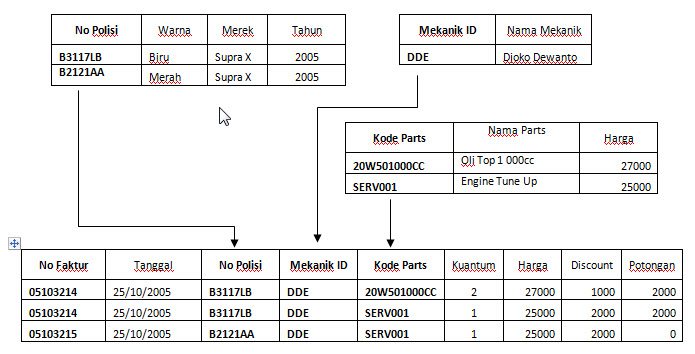 No Polisi Warna Merek Tahun
B3117LB Biru Supra X 2005
B2121AA Merah Supra X 2005
Mekanik ID Nama Mekanik
DDE Djoko Dewanto
Kode Parts Nama Parts Harga
20W501000CC Oli Top 1 000cc 27000
SERV001 Engine Tune Up 25000
No Faktur Tanggal No Polisi Mekanik ID Kode Parts Kuantum Harga Discount Potongan
05103214 25/10/2005 B3117LB DDE 20W501000CC 2 27000 1000 2000
05103214 25/10/2005 B3117LB DDE SERV001 1 25000 2000 2000
05103215 25/10/2005 B2121AA DDE SERV001 1 25000 2000 0